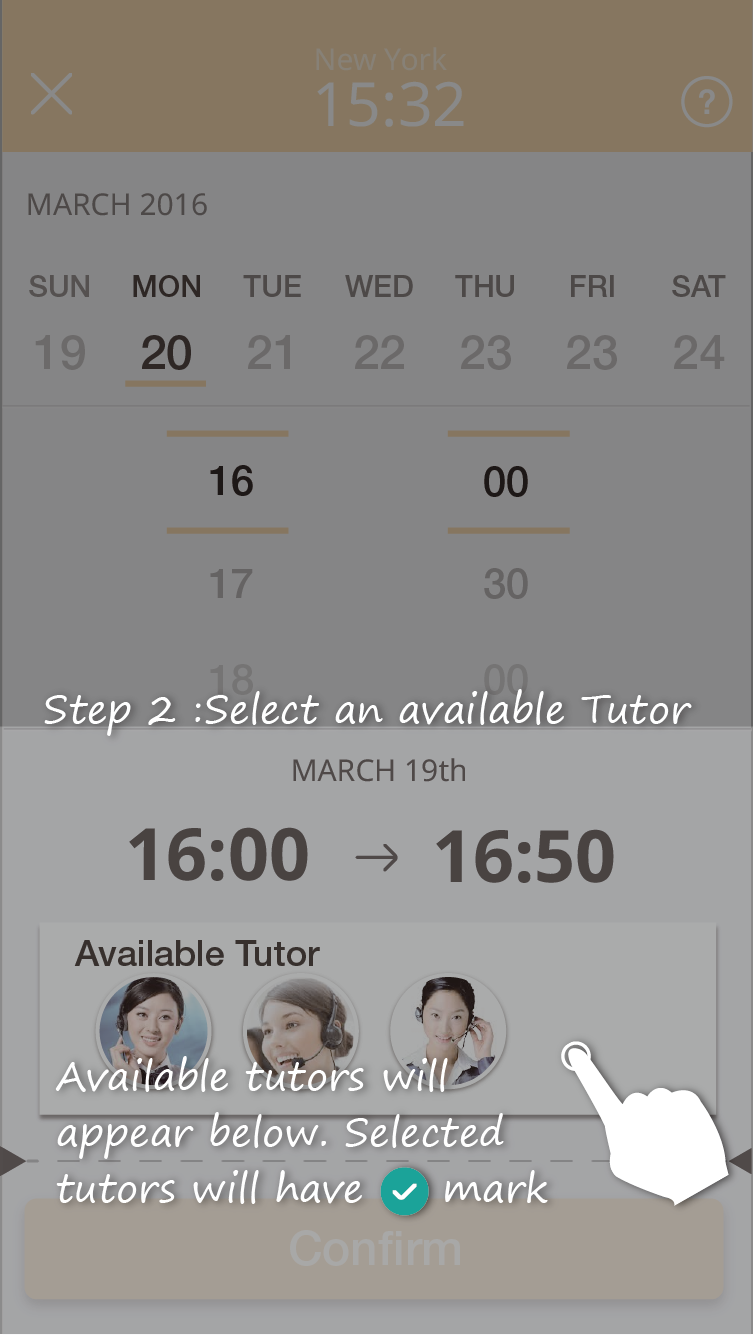 New York
15:32
?
MARCH 2016
SUN MON TUE WED THU FRI SAT
19 20 21 22 23 23 24
16 00
17 30
18 00
Step 2 :Select an available Tutor
MARCH 19th
16:00 → 16:50
Available Tutor
Available tutors will
appear below. Selected
tutors will have mark
Confirm